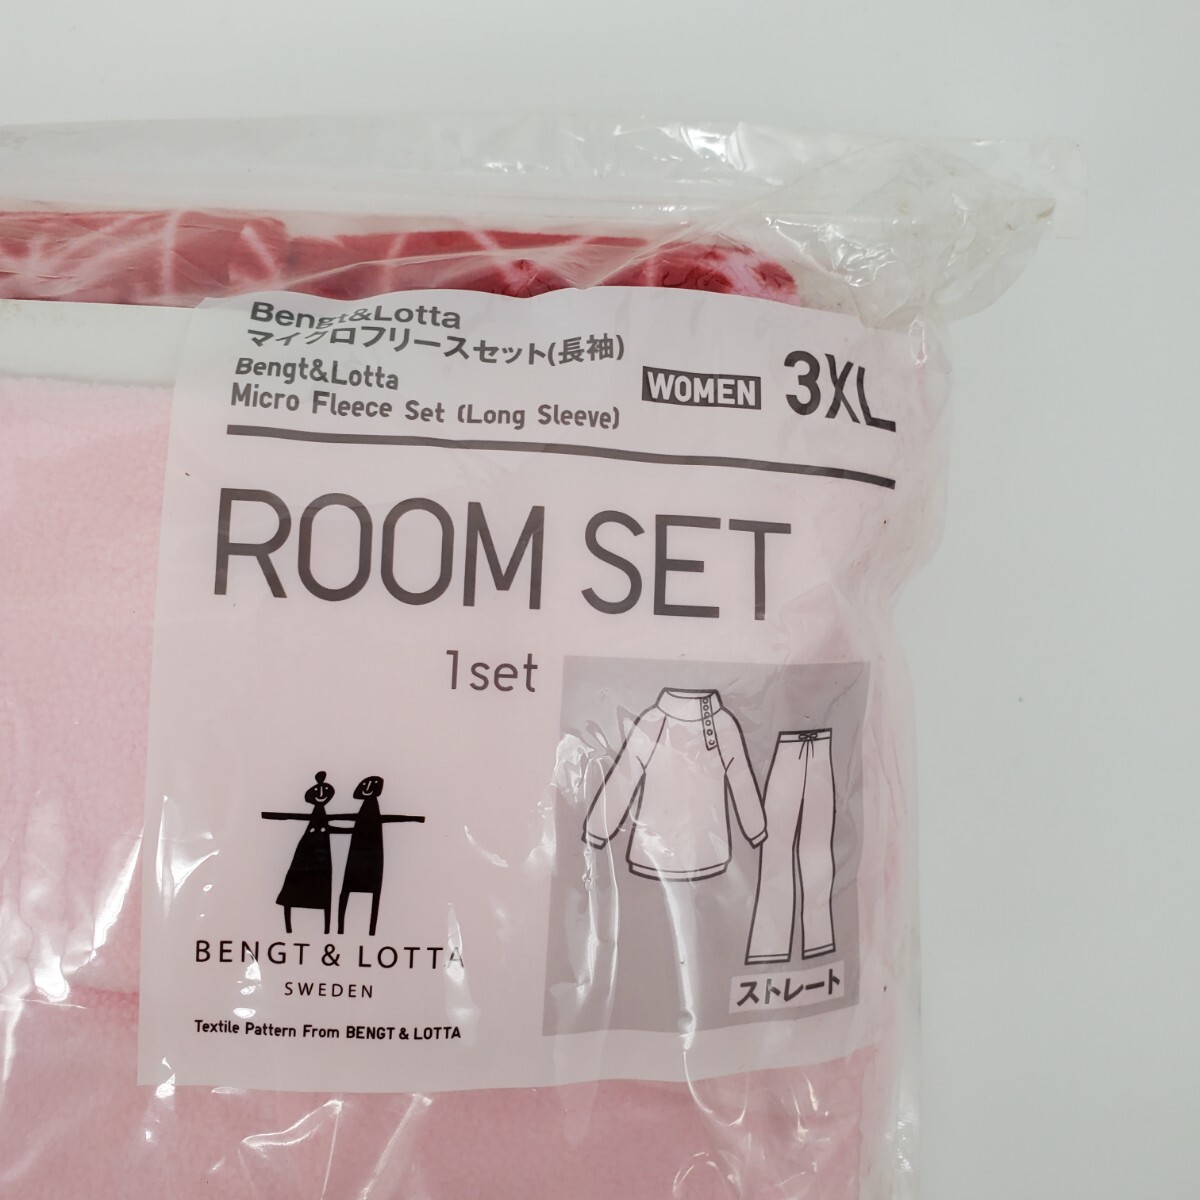 Bengt&Lotta
マイクロフリースセット(長袖)
Bengt&Lotta
Micro Fleece Set (Long Sleeve)
WOMEN 3XL
ROOM SET
1set
ストレート
BENGT & LOTTA
SWEDEN
Textile Pattern From BENGT & LOTTA